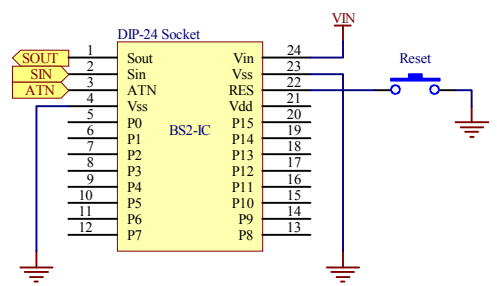 VIN
DIP-24 Socket
SOUT 1 Sout Vin 24 Reset
SIN 2 Sin Vss 23
ATN 3 ATN RES 22
4 Vss Vdd 21
5 P0 P15 20
6 P1 BS2-IC P14 19
7 P2 P13 18
8 P3 P12 17
9 P4 P11 16
10 P5 P10 15
11 P6 P9 14
12 P7 P8 13